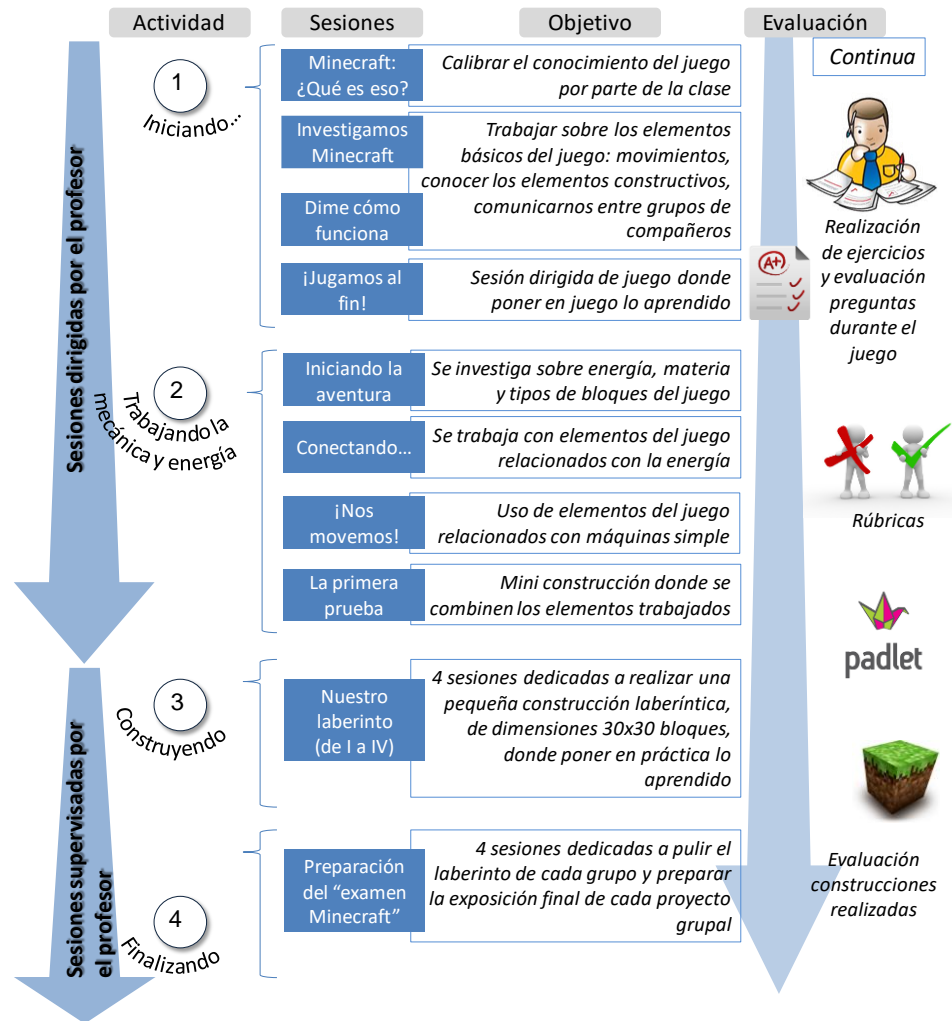 Actividad
Sesiones
Objetivo
Evaluación
Sesiones dirigidas por el profesor
1
Iniciando...
Minecraft:
¿Qué es eso?
Calibrar el conocimiento del juego
por parte de la clase
Investigamos
Minecraft
Dime cómo
funciona
Trabajar sobre los elementos
básicos del juego: movimientos,
conocer los elementos constructivos,
comunicarnos entre grupos de
compañeros
¡Jugamos al
fin!
Sesión dirigida de juego donde
poner en juego lo aprendido
2
Trabajando la
mecánica y energía
Iniciando la
aventura
Se investiga sobre energía, materia
y tipos de bloques del juego
Conectando...
Se trabaja con elementos del juego
relacionados con la energía
¡Nos
movemos!
Uso de elementos del juego
relacionados con máquinas simple
La primera
prueba
Mini construcción donde se
combinen los elementos trabajados
Sesiones supervisadas por
el profesor
3
Construyendo
Nuestro
laberinto
(de I a IV)
4 sesiones dedicadas a realizar una
pequeña construcción laberíntica,
de dimensiones 30x30 bloques,
donde poner en práctica lo
aprendido
4
Finalizando
Preparación
del “examen
Minecraft”
4 sesiones dedicadas a pulir el
laberinto de cada grupo y preparar
la exposición final de cada proyecto
grupal
Continua
A+
Realización
de ejercicios
y evaluación
preguntas
durante el
juego
Rúbricas
padlet
Evaluación
construcciones
realizadas